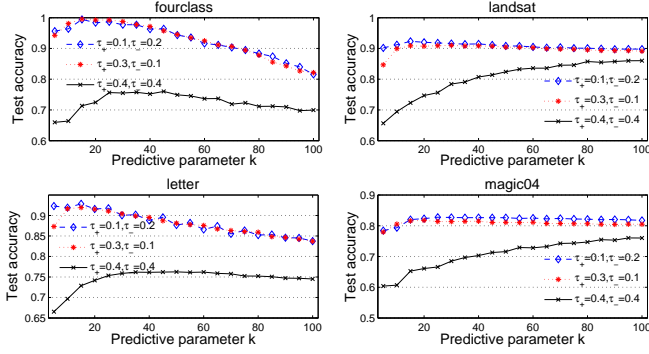 fourclass
Test accuracy
1
0.9
0.8
0.7
0.6
τ+=0.1,τ−=0.2
τ+=0.3,τ−=0.1
τ+=0.4,τ−=0.4
20 40 60 80 100
Predictive parameter k
landsat
Test accuracy
1
0.9
0.8
0.7
0.6
τ+=0.1,τ−=0.2
τ+=0.3,τ−=0.1
τ+=0.4,τ−=0.4
20 40 60 80 100
Predictive parameter k
letter
Test accuracy
0.9
0.85
0.8
0.75
0.7
0.65
τ+=0.1,τ−=0.2
τ+=0.3,τ−=0.1
τ+=0.4,τ−=0.4
20 40 60 80 100
Predictive parameter k
magic04
Test accuracy
0.9
0.8
0.7
0.6
0.5
τ+=0.1,τ−=0.2
τ+=0.3,τ−=0.1
τ+=0.4,τ−=0.4
20 40 60 80 100
Predictive parameter k